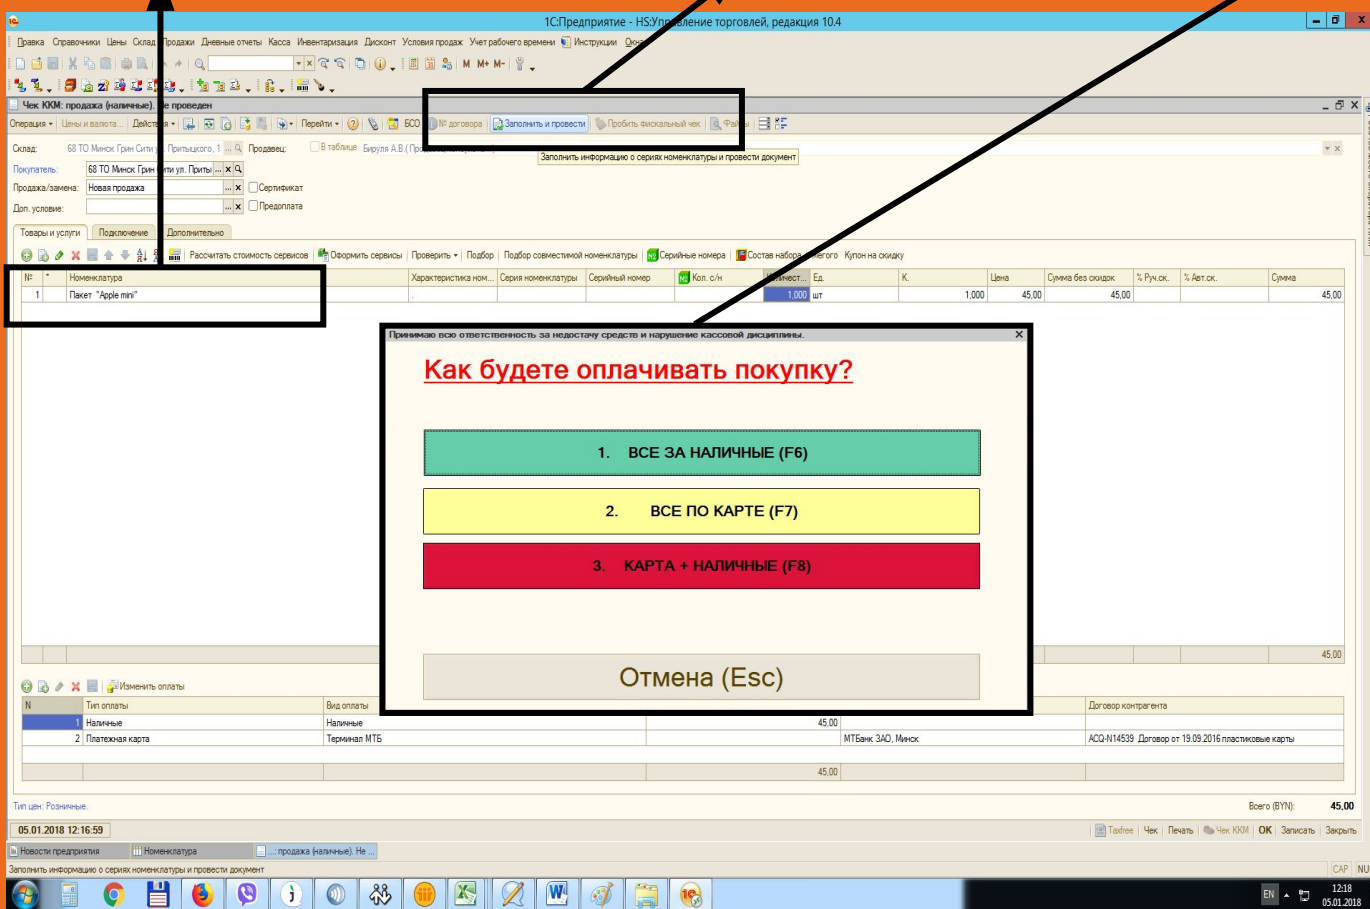 1С:Предприятие - HS:Управление торговлей, редакция 10.4
Правка Справочники Цены Склад Продажи Дневные отчеты Касса Инвентаризация Дисконт Условия продаж Учет рабочего времени Инструкции Окна
M M+ M-
Чек ККМ: продажа (наличные). Не проведен
Операция Цены и валюта... Действия Перейти БСО № договора Заполнить и провести Пробить фискальный чек Файлы
Склад: 68 ТО Минск Грин Сити ул. Притыцкого, 1 ... Продавец: В таблице Бируля А.В.(
Заполнить информацию о сериях номенклатуры и провести документ
Покупатель: 68 ТО Минск Грин Сити ул. Приты ...
Продажа/замена: Новая продажа ... Сертификат
Доп. условие: ... Предоплата
Товары и услуги Подключение Дополнительно
Рассчитать стоимость сервисов Оформить сервисы Проверить Подбор Подбор совместимой номенклатуры Серийные номера Состав набора Купон на скидку
№ * Номенклатура Характеристика ном... Серия номенклатуры Серийный номер Кол. с/н Количест... Ед. К. Цена Сумма без скидок % Руч.ск. % Авт.ск. Сумма
1 Пакет "Apple mini" . 1,000 шт 1,000 45,00 45,00 45,00
Принимаю всю ответственность за недостачу средств и нарушение кассовой дисциплины.
Как будете оплачивать покупку?
1. ВСЕ ЗА НАЛИЧНЫЕ (F6)
2. ВСЕ ПО КАРТЕ (F7)
3. КАРТА + НАЛИЧНЫЕ (F8)
Отмена (Esc)
45,00
Изменить оплаты
N Тип оплаты Вид оплаты Договор контрагента
1 Наличные Наличные 45,00
2 Платежная карта Терминал МТБ МТБанк ЗАО, Минск ACQ-N14539 Договор от 19.09.2016 пластиковые карты
45,00
Тип цен: Розничные. Всего (BYN): 45,00
05.01.2018 12:16:59 Taxfree Чек Печать Чек ККМ OK Записать Закрыть
Новости предприятия Номенклатура ...: продажа (наличные). Не ...
Заполнить информацию о сериях номенклатуры и провести документ CAP NU
EN 12:18
05.01.2018